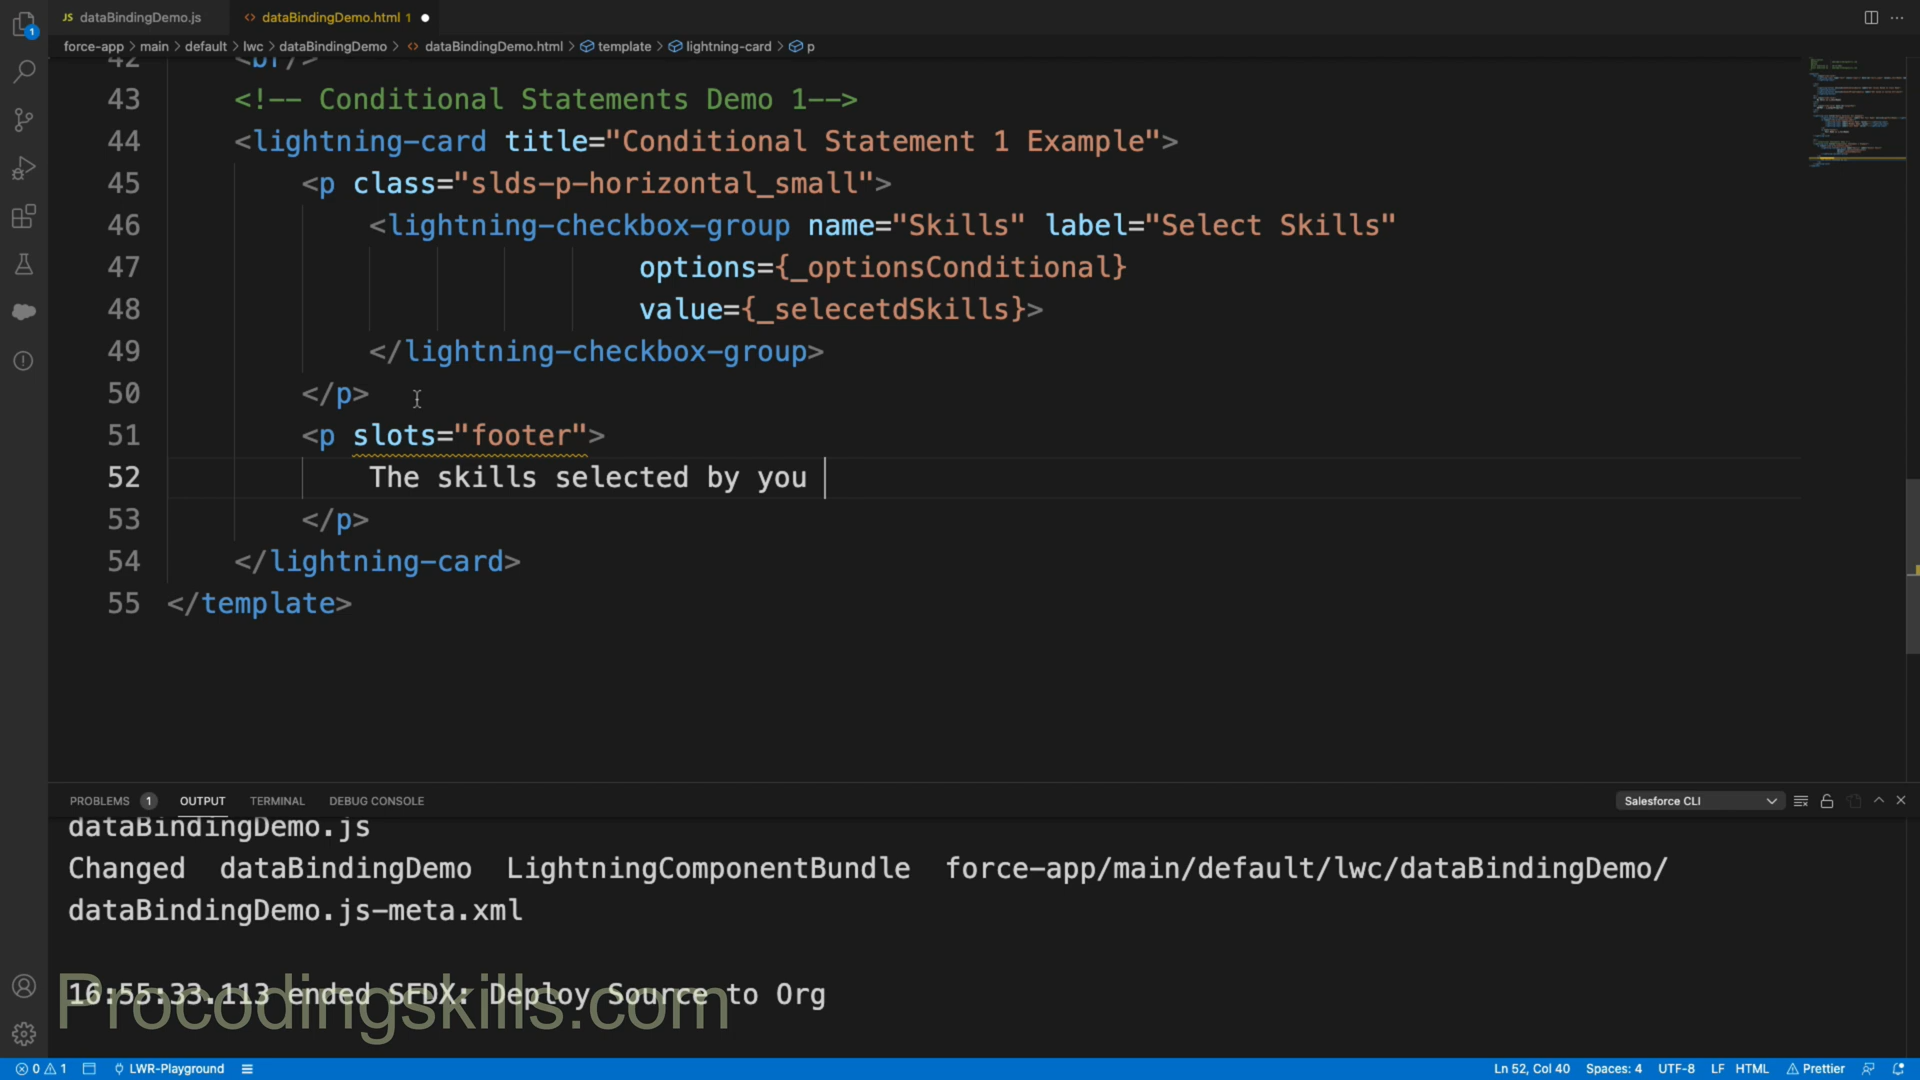 JS dataBindingDemo.js
<> dataBindingDemo.html 1
force-app > main > default > lwc > dataBindingDemo > <> dataBindingDemo.html > template > lightning-card > p
42 <br/>
43 <!-- Conditional Statements Demo 1-->
44 <lightning-card title="Conditional Statement 1 Example">
45 <p class="slds-p-horizontal_small">
46 <lightning-checkbox-group name="Skills" label="Select Skills"
47 options={_optionsConditional}
48 value={_selecetdSkills}>
49 </lightning-checkbox-group>
50 </p>
51 <p slots="footer">
52 The skills selected by you
53 </p>
54 </lightning-card>
55 </template>
PROBLEMS 1 OUTPUT TERMINAL DEBUG CONSOLE Salesforce CLI
dataBindingDemo.js
Changed dataBindingDemo LightningComponentBundle force-app/main/default/lwc/dataBindingDemo/
dataBindingDemo.js-meta.xml
16:55:33.113 ended SFDX: Deploy Source to Org
Procodingskills.com
0 1 LWR-Playground Ln 52, Col 40 Spaces: 4 UTF-8 LF HTML Prettier
1